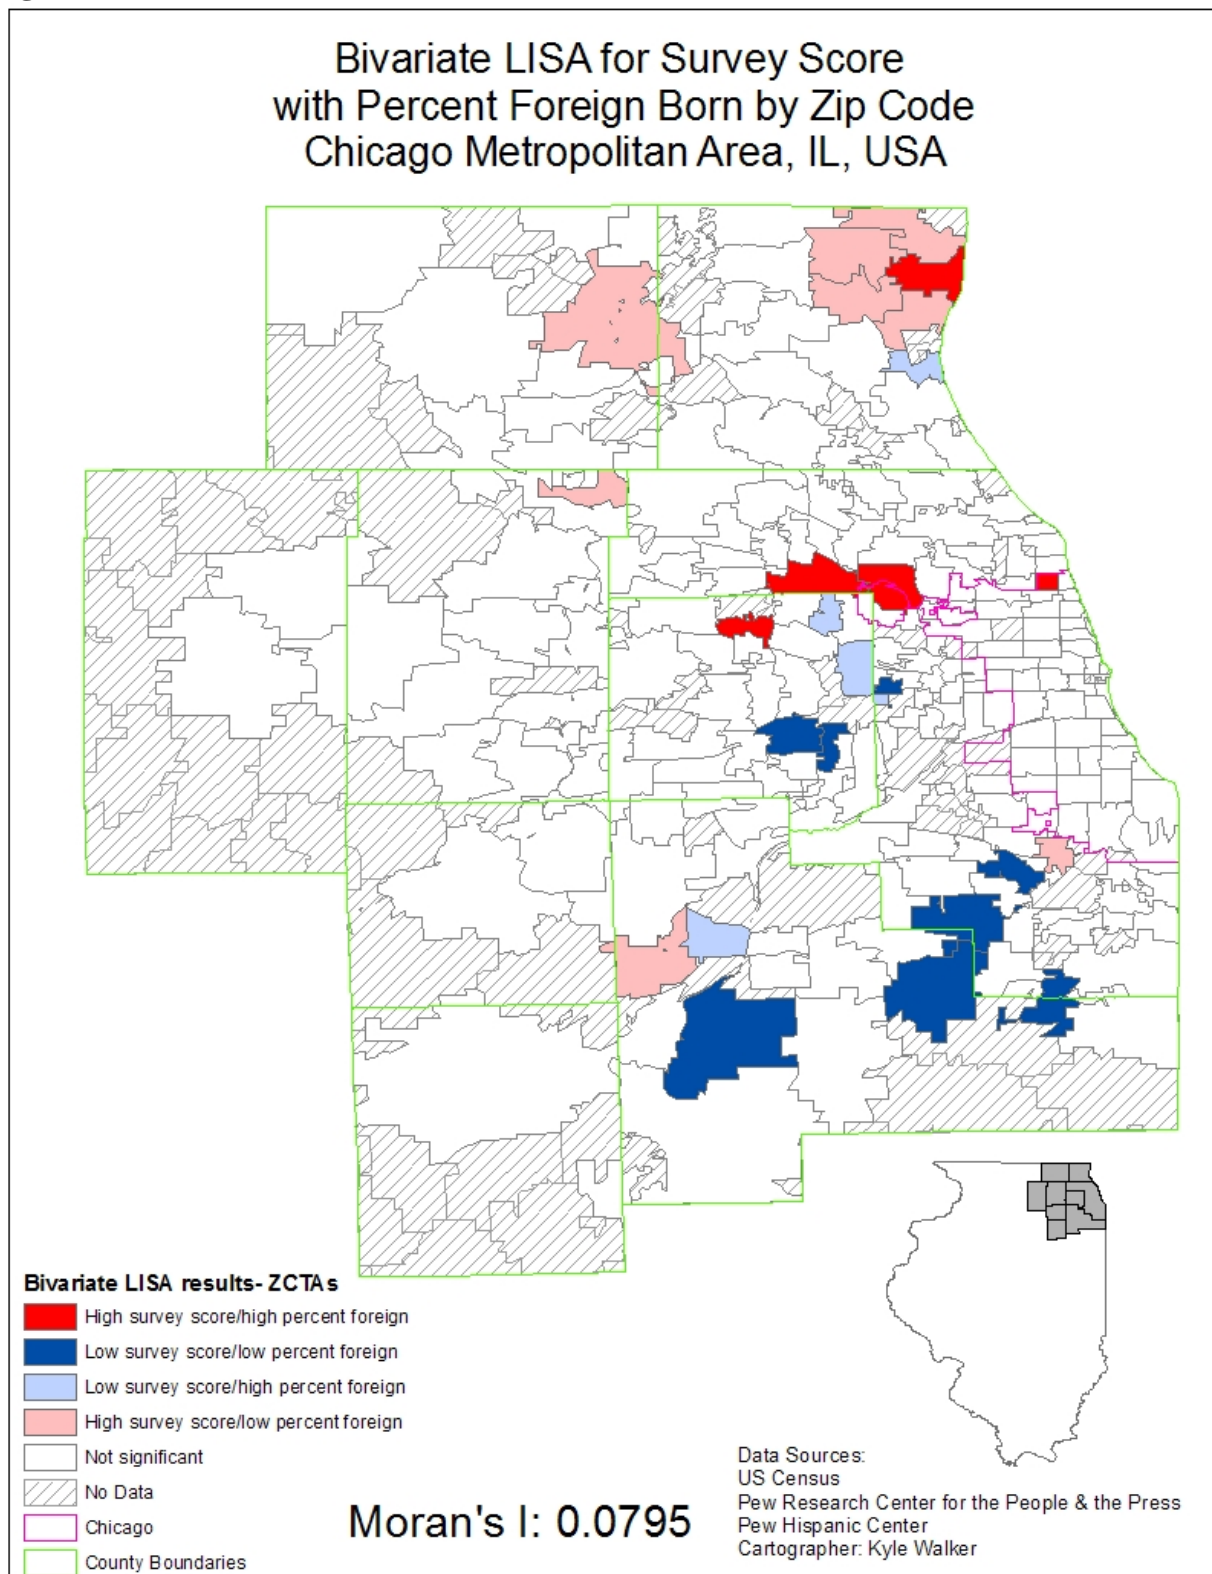 Bivariate LISA for Survey Score
with Percent Foreign Born by Zip Code
Chicago Metropolitan Area, IL, USA
Bivariate LISA results- ZCTAs
High survey score/high percent foreign
Low survey score/low percent foreign
Low survey score/high percent foreign
High survey score/low percent foreign
Not significant
No Data
Chicago
County Boundaries
Moran's I: 0.0795
Data Sources:
US Census
Pew Research Center for the People & the Press
Pew Hispanic Center
Cartographer: Kyle Walker